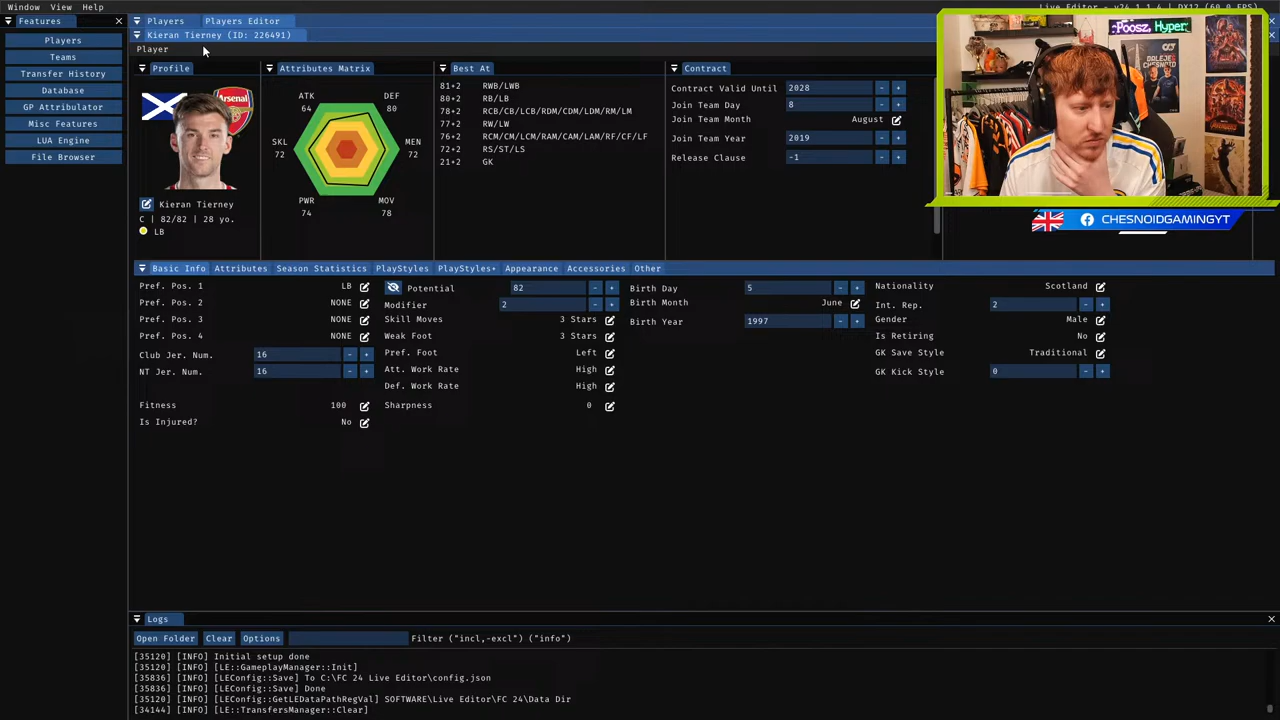 Window View Help
Live Editor - v24.1.1.4 | DX12 (60.0 FPS)
Features
Players
Teams
Transfer History
Database
GP Attributor
Misc Features
LUA Engine
File Browser
Players Players Editor
Kieran Tierney (ID: 226491)
Player
Profile
Arsenal
Kieran Tierney
C | 82/82 | 28 yo.
LB
Attributes Matrix
ATK
64
DEF
80
SKL
72
MEN
72
PWR
74
MOV
78
Best At
81+2 RWB/LWB
80+2 RB/LB
78+2 RCB/CB/LCB/RDM/CDM/LDM/RM/LM
77+2 RW/LW
76+2 RCM/CM/LCM/RAM/CAM/LAM/RF/CF/LF
72+2 RS/ST/LS
21+2 GK
Contract
Contract Valid Until 2028 - +
Join Team Day 8 - +
Join Team Month August
Join Team Year 2019 - +
Release Clause -1 - +
Poosz, Hyper
CHESNOIDGAMINGYT
Basic Info Attributes Season Statistics PlayStyles PlayStyles+ Appearance Accessories Other
Pref. Pos. 1 LB
Pref. Pos. 2 NONE
Pref. Pos. 3 NONE
Pref. Pos. 4 NONE
Club Jer. Num. 16 - +
NT Jer. Num. 16 - +
Fitness 100
Is Injured? No
Potential 82 - +
Modifier 2 - +
Skill Moves 3 Stars
Weak Foot 3 Stars
Pref. Foot Left
Att. Work Rate High
Def. Work Rate High
Sharpness 0
Birth Day 5 - +
Birth Month June
Birth Year 1997 - +
Nationality Scotland
Int. Rep. 2 - +
Gender Male
Is Retiring No
GK Save Style Traditional
GK Kick Style 0 - +
Logs
Open Folder Clear Options Filter ("incl,-excl") ("info")
[35120] [INFO] Initial setup done
[35120] [INFO] [LE::GameplayManager::Init]
[35836] [INFO] [LEConfig::Save] To C:\FC 24 Live Editor\config.json
[35836] [INFO] [LEConfig::Save] Done
[35120] [INFO] [LEConfig::GetLEDataPathRegVal] SOFTWARE\Live Editor\FC 24\Data Dir
[34144] [INFO] [LE::TransfersManager::Clear]